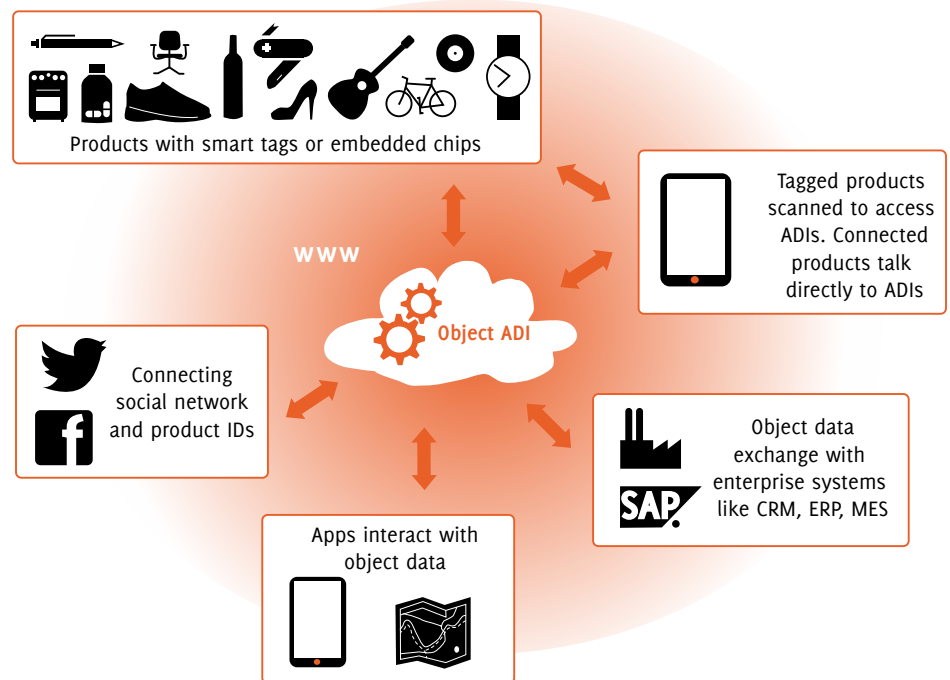 Products with smart tags or embedded chips
Tagged products
scanned to access
ADIs. Connected
products talk
directly to ADIs
www
Object ADI
Connecting
social network
and product IDs
f
Object data
exchange with
enterprise systems
like CRM, ERP, MES
SAP
Apps interact with
object data